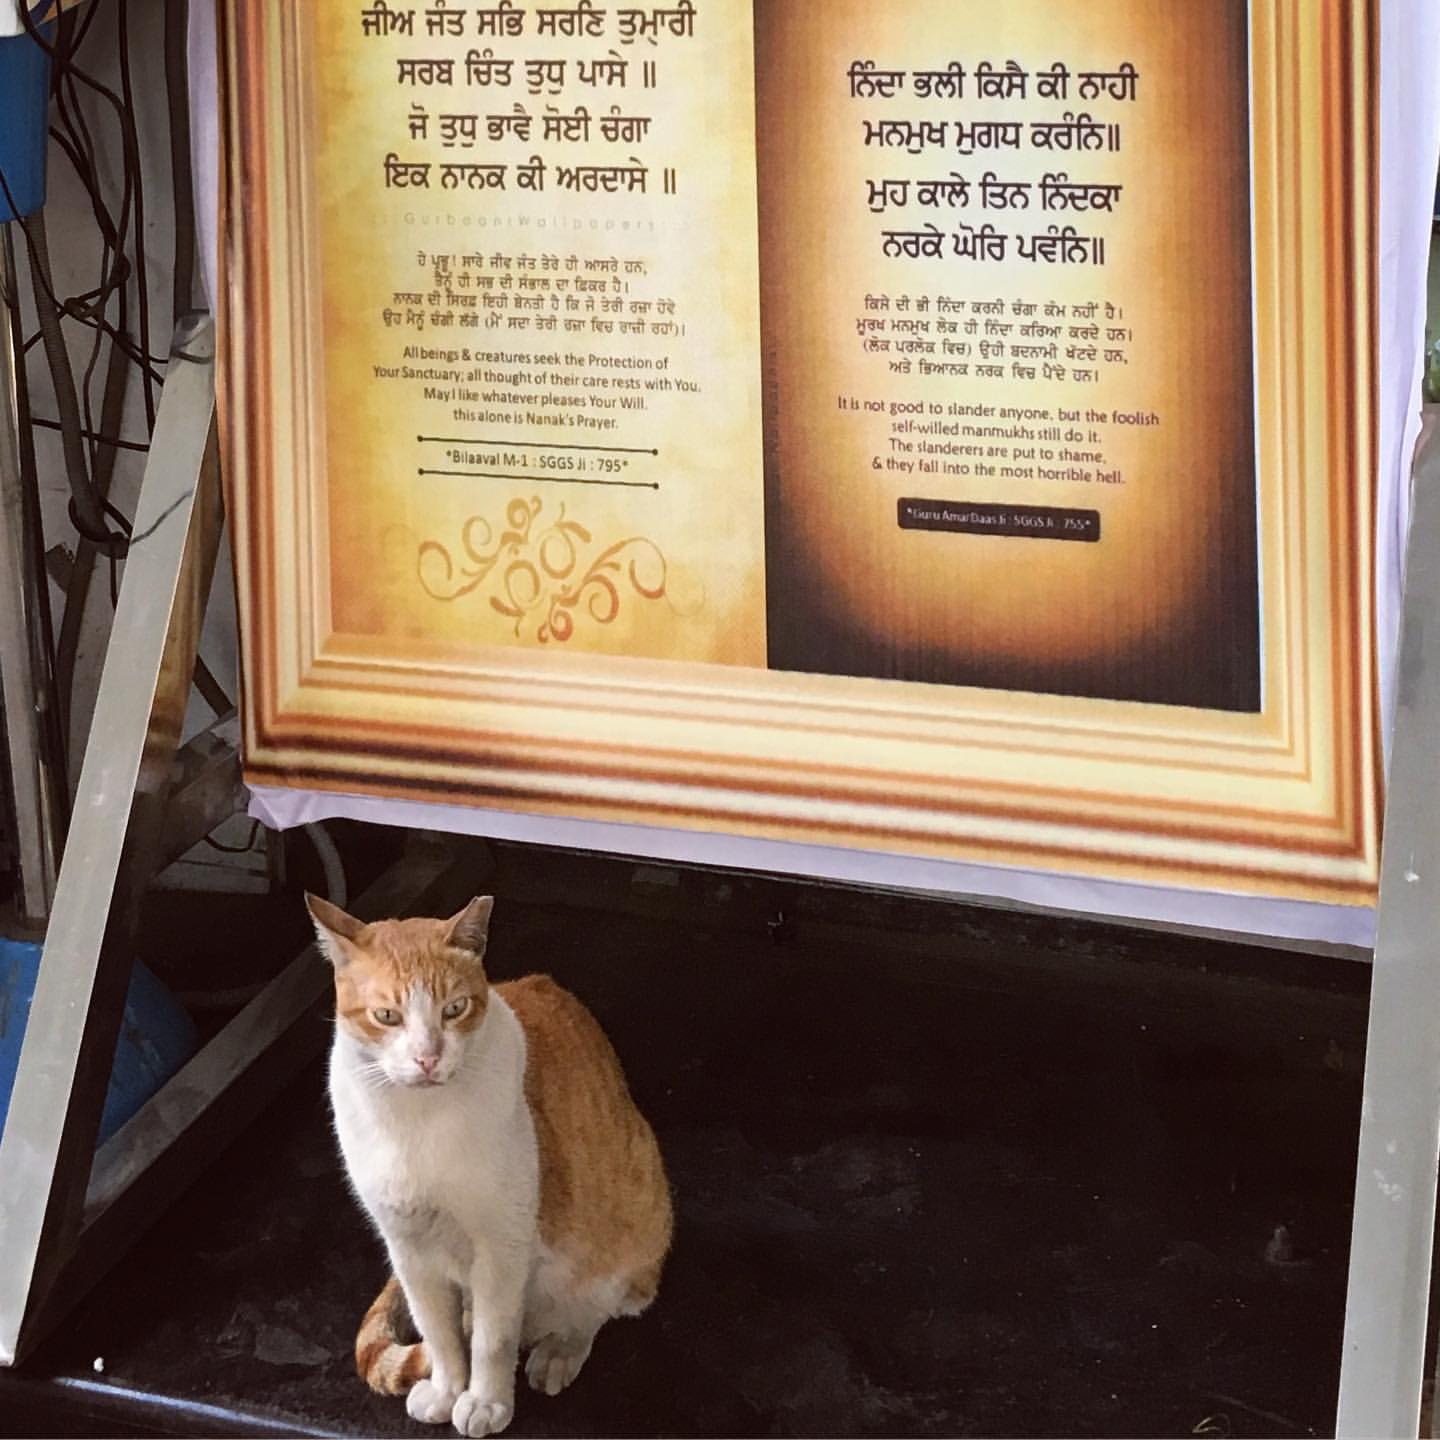 ਜੀਅ ਜੰਤ ਸਭਿ ਸਰਣਿ ਤੁਮ੍ਹਾਰੀ
ਸਰਬ ਚਿੰਤ ਤੁਧੁ ਪਾਸੇ ॥
ਜੋ ਤੁਧੁ ਭਾਵੈ ਸੋਈ ਚੰਗਾ
ਇਕ ਨਾਨਕ ਕੀ ਅਰਦਾਸੇ ॥
GurbaaniWallpapers
ਹੇ ਪ੍ਰਭੂ! ਸਾਰੇ ਜੀਵ ਜੰਤ ਤੇਰੇ ਹੀ ਆਸਰੇ ਹਨ,
ਤੈਨੂੰ ਹੀ ਸਭ ਦੀ ਸੰਭਾਲ ਦਾ ਫ਼ਿਕਰ ਹੈ।
ਨਾਨਕ ਦੀ ਸਿਰਫ਼ ਇਹੀ ਬੇਨਤੀ ਹੈ ਕਿ ਜੋ ਤੇਰੀ ਰਜ਼ਾ ਹੋਵੇ
ਉਹ ਮੈਨੂੰ ਚੰਗੀ ਲੱਗੇ (ਮੈਂ ਸਦਾ ਤੇਰੀ ਰਜ਼ਾ ਵਿਚ ਰਾਜ਼ੀ ਰਹਾਂ)।
All beings & creatures seek the Protection of
Your Sanctuary; all thought of their care rests with You.
May I like whatever pleases Your Will.
this alone is Nanak's Prayer.
*Bilaaval M-1 : SGGS Ji : 795*
ਨਿੰਦਾ ਭਲੀ ਕਿਸੈ ਕੀ ਨਾਹੀ
ਮਨਮੁਖ ਮੁਗਧ ਕਰੰਨਿ॥
ਮੁਹ ਕਾਲੇ ਤਿਨ ਨਿੰਦਕਾ
ਨਰਕੇ ਘੋਰਿ ਪਵੰਨਿ॥
ਕਿਸੇ ਦੀ ਭੀ ਨਿੰਦਾ ਕਰਨੀ ਚੰਗਾ ਕੰਮ ਨਹੀਂ ਹੈ।
ਮੂਰਖ ਮਨਮੁਖ ਲੋਕ ਹੀ ਨਿੰਦਾ ਕਰਿਆ ਕਰਦੇ ਹਨ।
(ਲੋਕ ਪਰਲੋਕ ਵਿਚ) ਉਹੀ ਬਦਨਾਮੀ ਖੱਟਦੇ ਹਨ,
ਅਤੇ ਭਿਆਨਕ ਨਰਕ ਵਿਚ ਪੈਂਦੇ ਹਨ।
It is not good to slander anyone, but the foolish
self-willed manmukhs still do it.
The slanderers are put to shame,
& they fall into the most horrible hell.
*Guru Amar Daas Ji : SGGS Ji : 755*